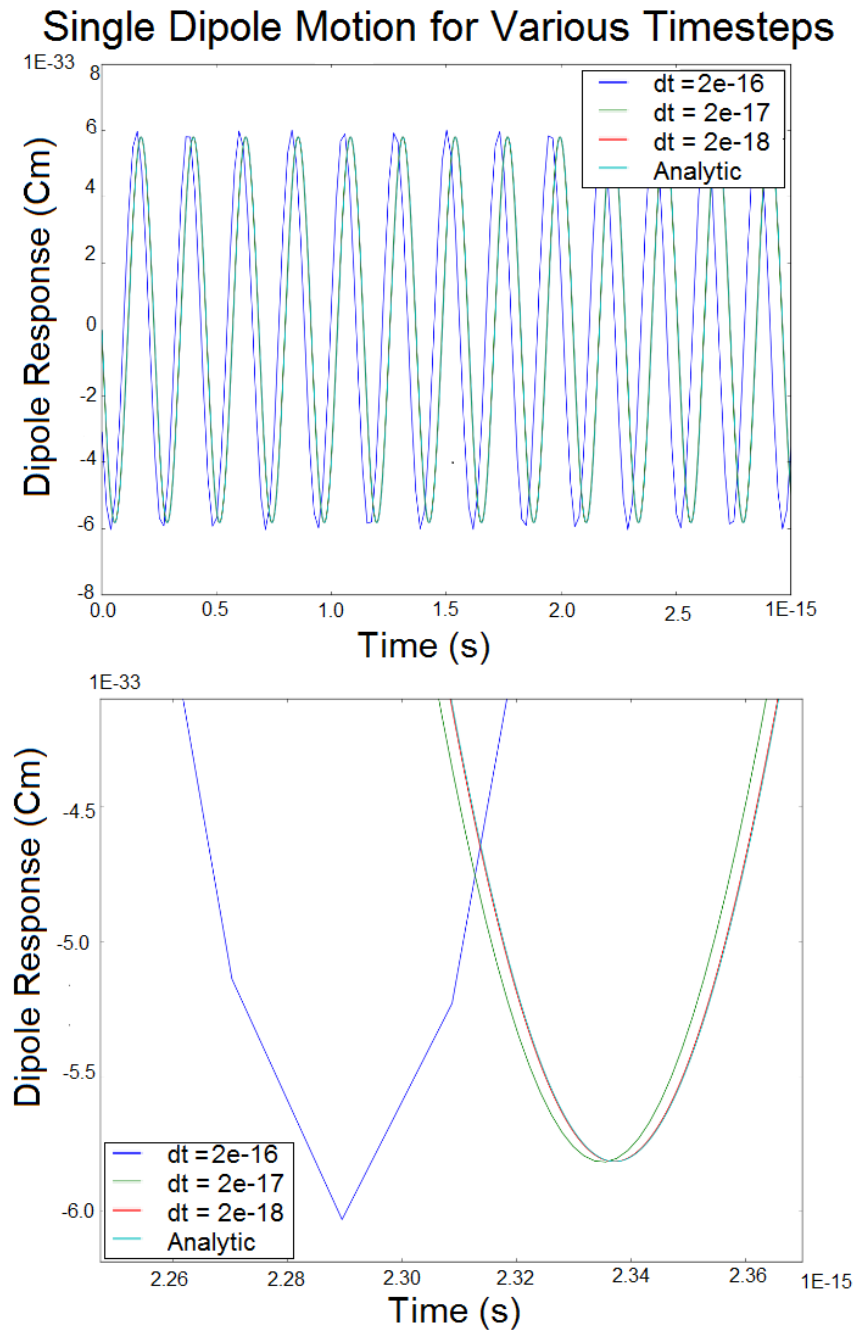 Single Dipole Motion for Various Timesteps
1E-33
8
6
4
2
0
-2
-4
-6
-8
Dipole Response (Cm)
dt = 2e-16
dt = 2e-17
dt = 2e-18
Analytic
0.0 0.5 1.0 1.5 2.0 2.5 1E-15
Time (s)
1E-33
-4.5
-5.0
-5.5
-6.0
Dipole Response (Cm)
dt = 2e-16
dt = 2e-17
dt = 2e-18
Analytic
2.26 2.28 2.30 2.32 2.34 2.36 1E-15
Time (s)